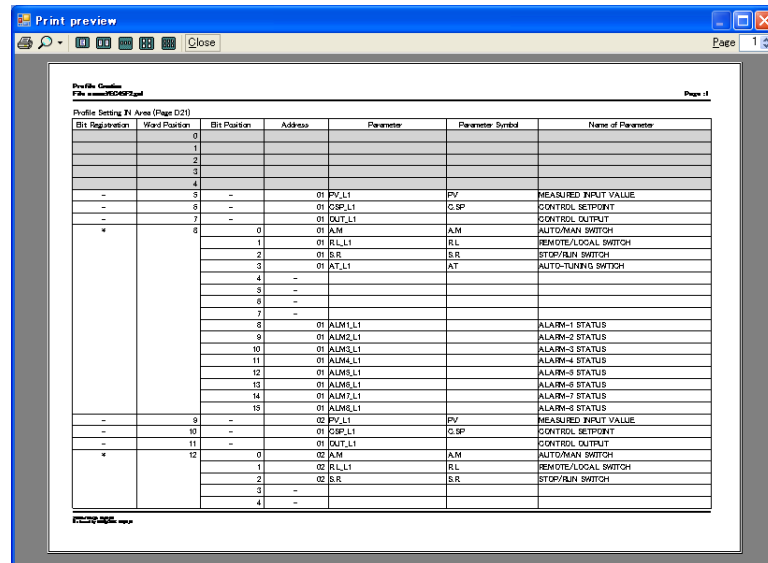 Print preview
Close Page 1
Profile Creation
Page :1
Profile Setting IN Area (Page D21)
Bit Registration Word Position Bit Position Address Parameter Parameter Symbol Name of Parameter
0
1
2
3
4
- 5 - 01 PV_L1 PV MEASURED INPUT VALUE
- 6 - 01 CSP_L1 C.SP CONTROL SETPOINT
- 7 - 01 OUT_L1 CONTROL OUTPUT
* 8 0 01 A.M A.M AUTO/MAN SWITCH
1 01 R.L_L1 R.L REMOTE/LOCAL SWITCH
2 01 S.R S.R STOP/RUN SWITCH
3 01 AT_L1 AT AUTO-TUNING SWTICH
4 -
5 -
6 -
7 -
8 01 ALM1_L1 ALARM-1 STATUS
9 01 ALM2_L1 ALARM-2 STATUS
10 01 ALM3_L1 ALARM-3 STATUS
11 01 ALM4_L1 ALARM-4 STATUS
12 01 ALM5_L1 ALARM-5 STATUS
13 01 ALM6_L1 ALARM-6 STATUS
14 01 ALM7_L1 ALARM-7 STATUS
15 01 ALM8_L1 ALARM-8 STATUS
- 9 - 02 PV_L1 PV MEASURED INPUT VALUE
- 10 - 01 CSP_L1 C.SP CONTROL SETPOINT
- 11 - 01 OUT_L1 CONTROL OUTPUT
* 12 0 02 A.M A.M AUTO/MAN SWITCH
1 02 R.L_L1 R.L REMOTE/LOCAL SWITCH
2 02 S.R S.R STOP/RUN SWITCH
3 -
4 -